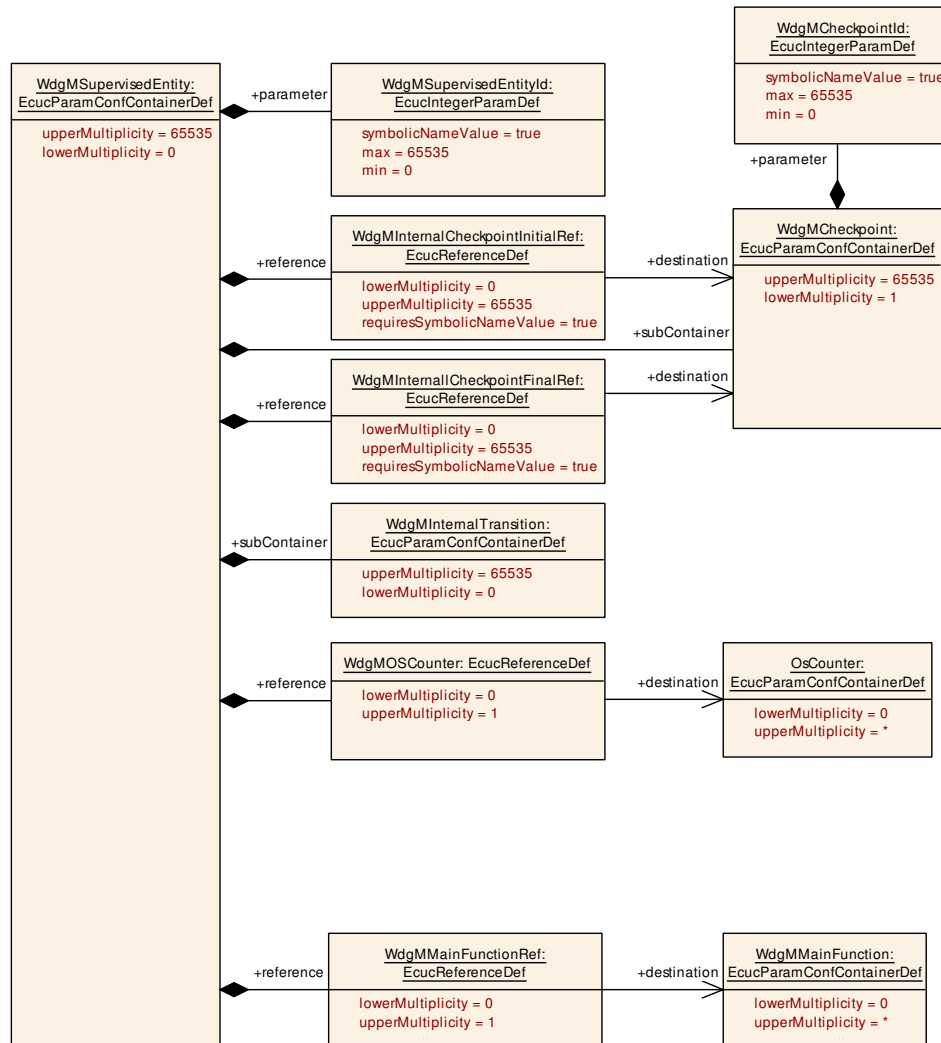 WdgMCheckpointId:
EcucIntegerParamDef
symbolicNameValue = true
max = 65535
min = 0
WdgMSupervisedEntity:
EcucParamConfContainerDef
upperMultiplicity = 65535
lowerMultiplicity = 0
+parameter
WdgMSupervisedEntityId:
EcucIntegerParamDef
symbolicNameValue = true
max = 65535
min = 0
+parameter
WdgMCheckpoint:
EcucParamConfContainerDef
upperMultiplicity = 65535
lowerMultiplicity = 1
+reference
WdgMInternalCheckpointInitialRef:
EcucReferenceDef
lowerMultiplicity = 0
upperMultiplicity = 65535
requiresSymbolicNameValue = true
+destination
+subContainer
+reference
WdgMInternallCheckpointFinalRef:
EcucReferenceDef
lowerMultiplicity = 0
upperMultiplicity = 65535
requiresSymbolicNameValue = true
+destination
+subContainer
WdgMInternalTransition:
EcucParamConfContainerDef
upperMultiplicity = 65535
lowerMultiplicity = 0
+reference
WdgMOSCounter: EcucReferenceDef
lowerMultiplicity = 0
upperMultiplicity = 1
+destination
OsCounter:
EcucParamConfContainerDef
lowerMultiplicity = 0
upperMultiplicity = *
+reference
WdgMMainFunctionRef:
EcucReferenceDef
lowerMultiplicity = 0
upperMultiplicity = 1
+destination
WdgMMainFunction:
EcucParamConfContainerDef
lowerMultiplicity = 0
upperMultiplicity = *